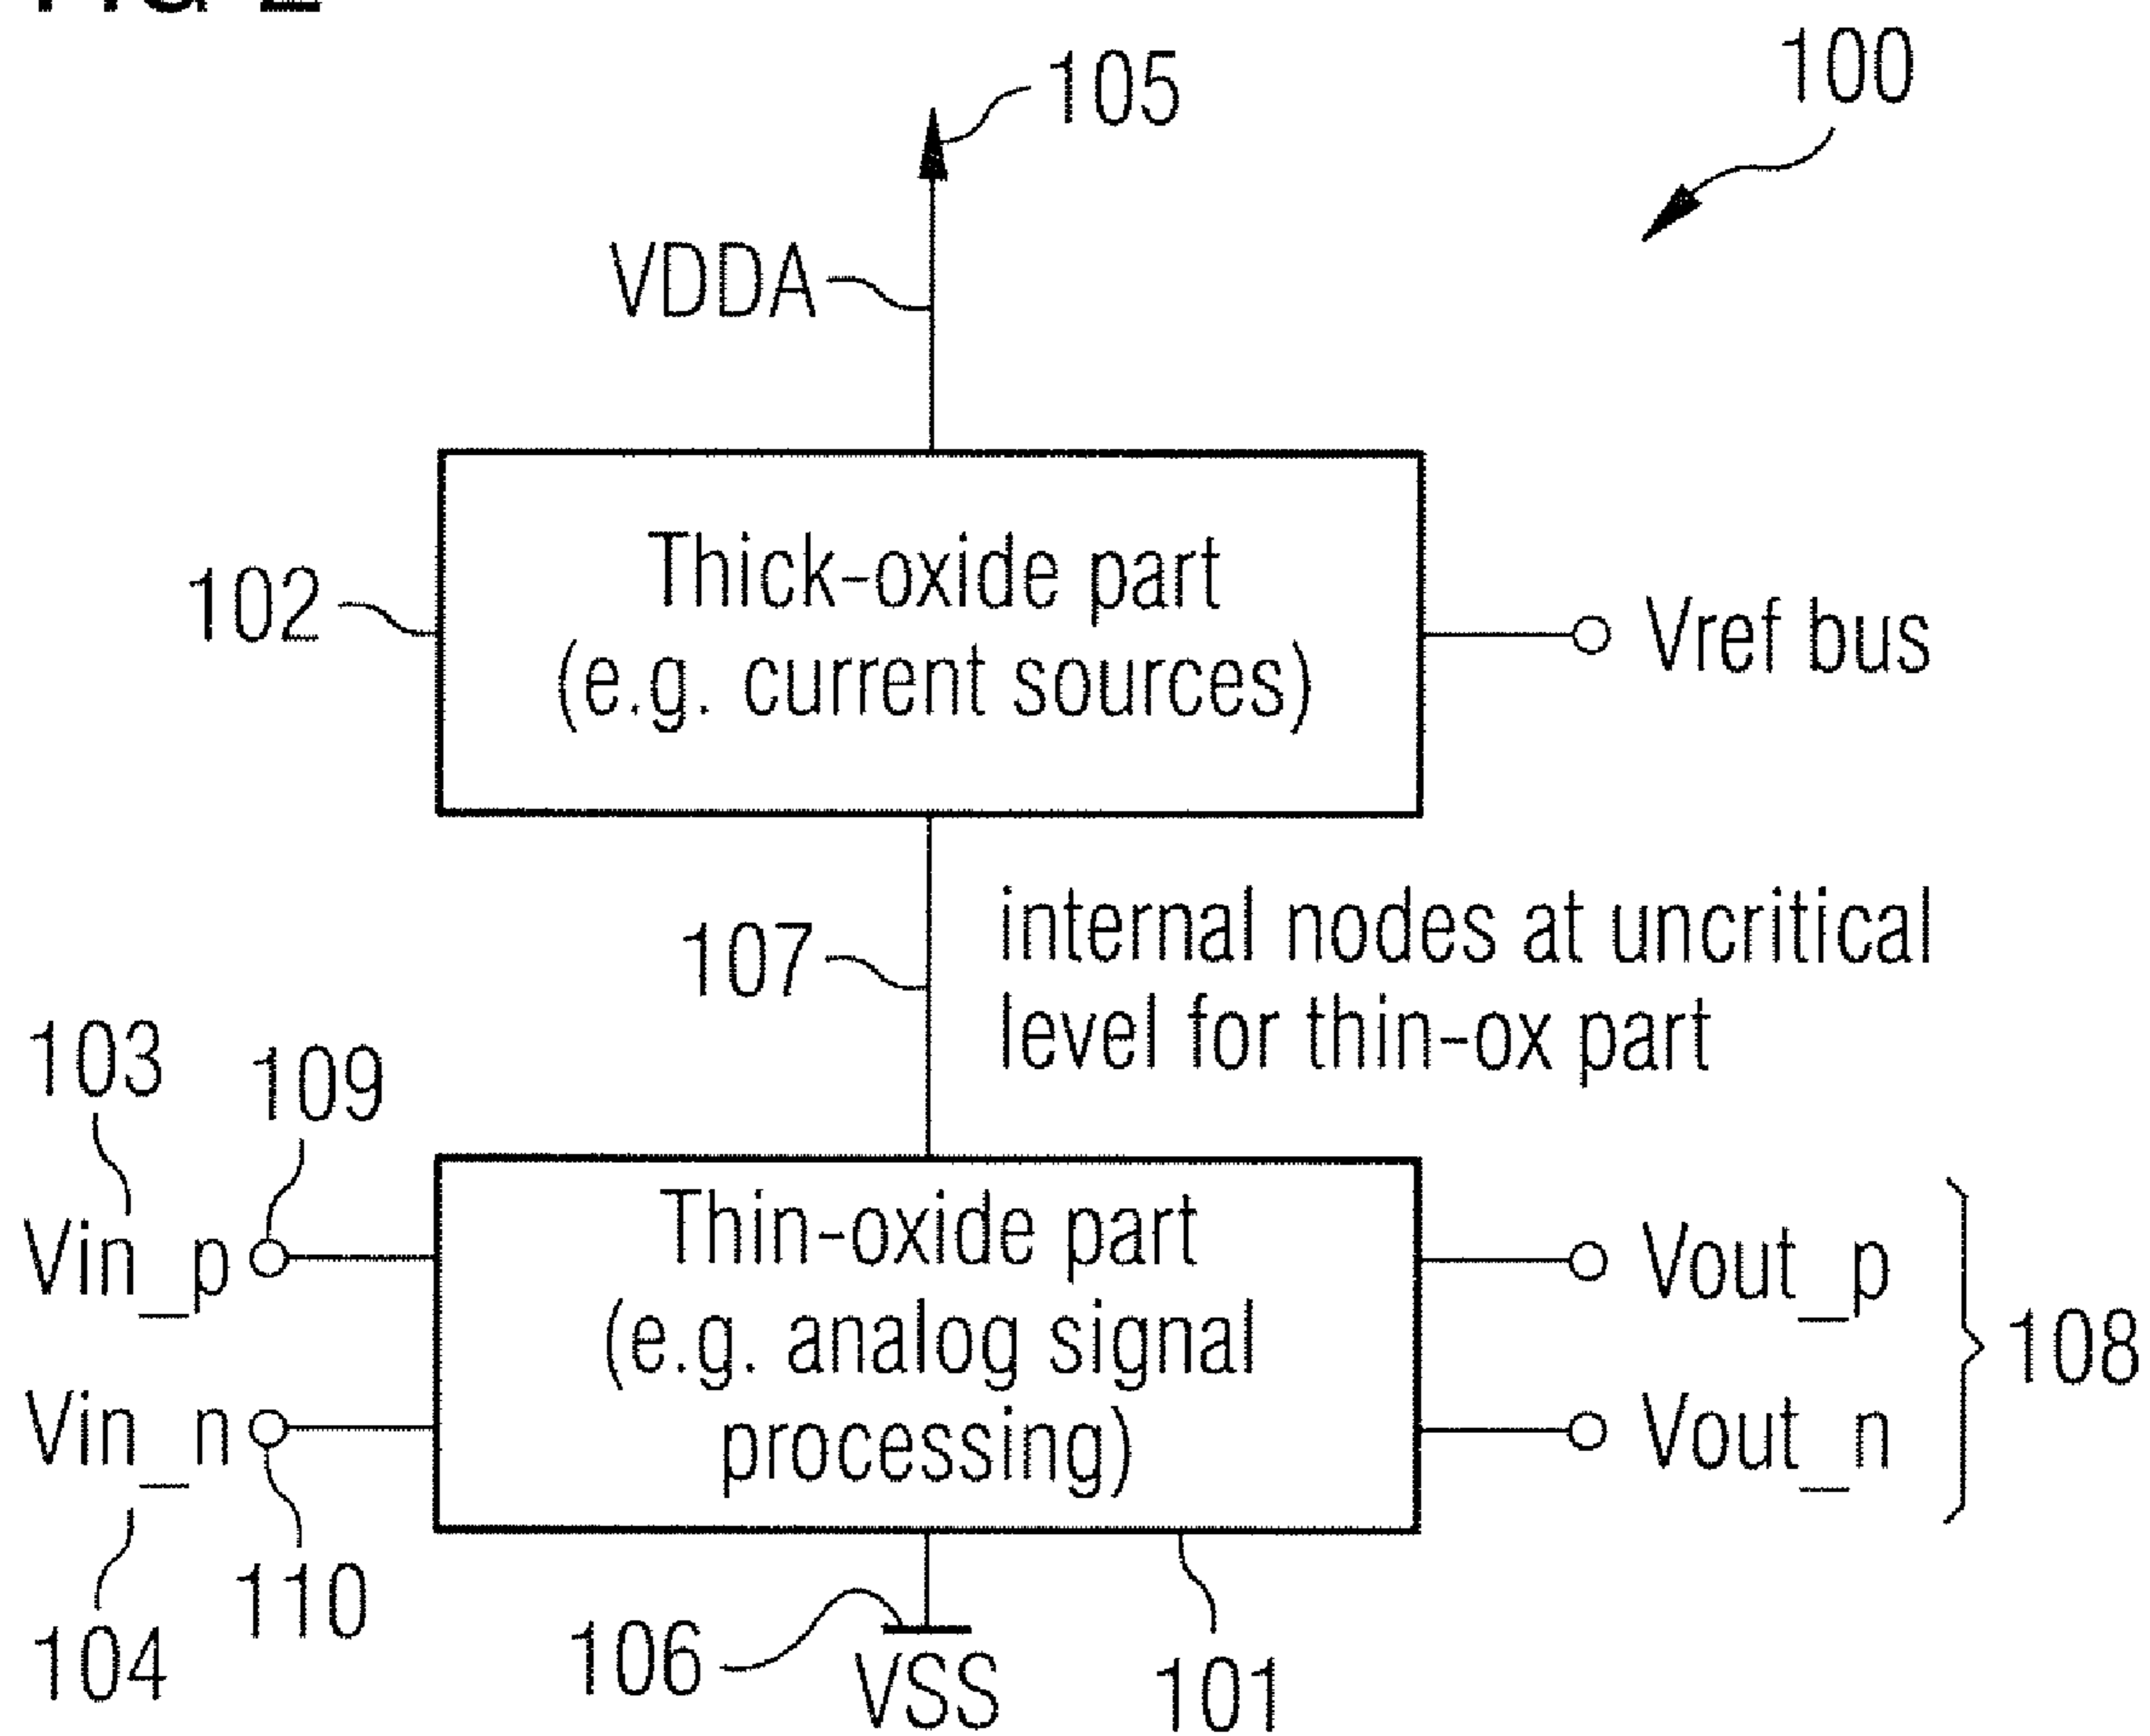 105
100
VDDA
102
Thick-oxide part
(e.g. current sources)
Vref bus
107
internal nodes at uncritical
level for thin-ox part
103
109
Vin_p
Thin-oxide part
(e.g. analog signal
processing)
Vout_p
108
Vin_n
Vout_n
110
104
106
VSS
101